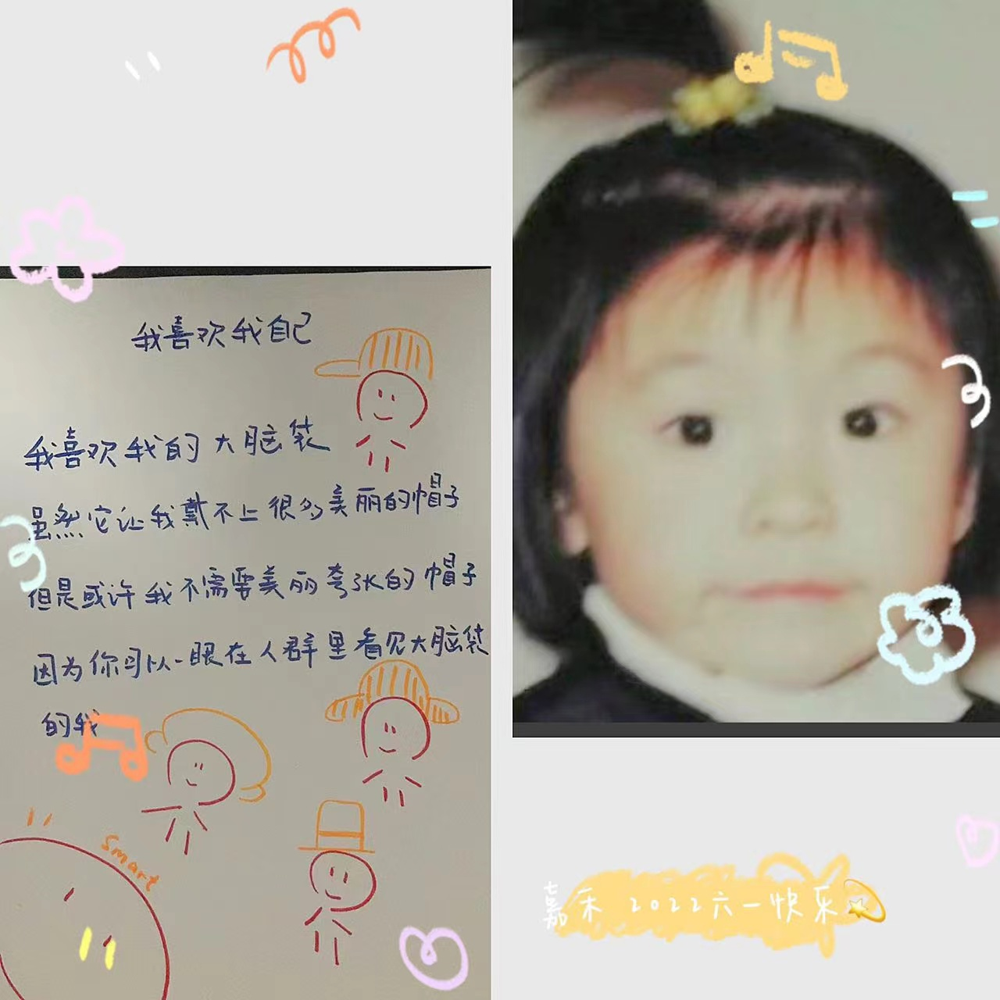 我喜欢我自己
我喜欢我的大脑袋
虽然它让我戴不上很多美丽的帽子
但是或许我不需要美丽夸张的帽子
因为你可以一眼在人群里看见大脑袋
的我
smart
嘉禾 2022六一快乐